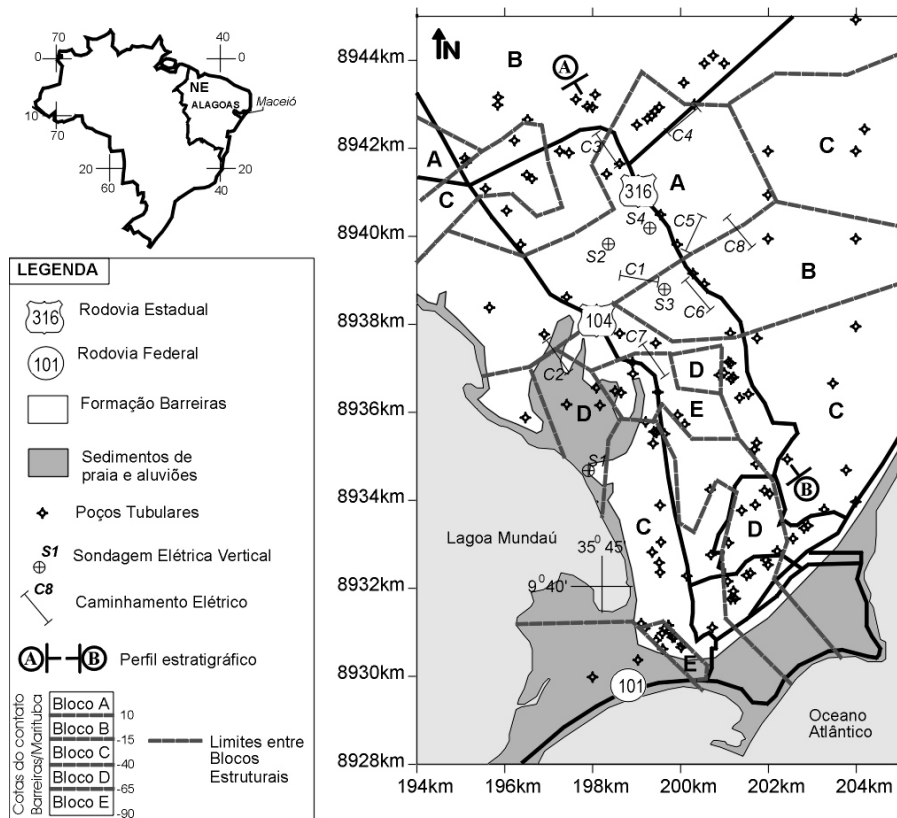 70
40
0
0
NE
ALAGOAS
Maceió
10
70
20
20
60
40
LEGENDA
316
Rodovia Estadual
101
Rodovia Federal
Formação Barreiras
Sedimentos de
praia e aluviões
Poços Tubulares
S1
Sondagem Elétrica Vertical
C8
Caminhamento Elétrico
A
B
Perfil estratigráfico
Cotas do contato
Barreiras/Marituba
Bloco A
10
Bloco B
-15
Bloco C
-40
Bloco D
-65
Bloco E
-90
Limites entre
Blocos
Estruturais
8944km
8942km
8940km
8938km
8936km
8934km
8932km
8930km
8928km
194km
196km
198km
200km
202km
204km
N
B
A
C3
C4
C
A
A
C
316
S4
C5
C8
S2
C1
S3
B
C6
104
C7
C2
D
D
E
C
S1
B
C
D
Lagoa Mundaú
35° 45'
9° 40'
E
101
Oceano
Atlântico